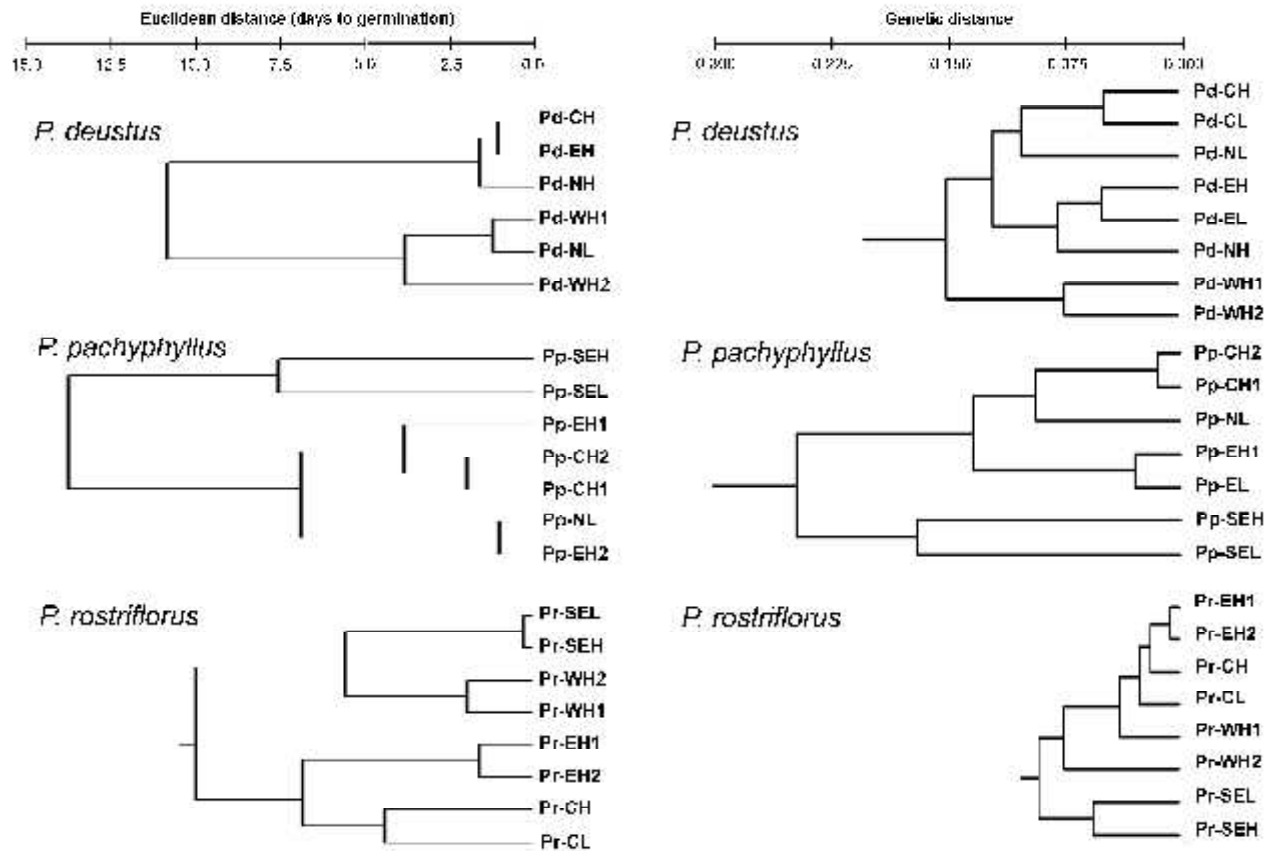 Euclidean distance (days to germination)
15.0 12.5 10.0 7.5 5.0 2.5 0.0
P. deustus
Pd-CH
Pd-EH
Pd-NH
Pd-WH1
Pd-NL
Pd-WH2
P. pachyphyllus
Pp-SEH
Pp-SEL
Pp-EH1
Pp-CH2
Pp-CH1
Pp-NL
Pp-EH2
P. rostriflorus
Pr-SEL
Pr-SEH
Pr-WH2
Pr-WH1
Pr-EH1
Pr-EH2
Pr-CH
Pr-CL
Genetic distance
0.300 0.225 0.150 0.075 0.000
P. deustus
Pd-CH
Pd-CL
Pd-NL
Pd-EH
Pd-EL
Pd-NH
Pd-WH1
Pd-WH2
P. pachyphyllus
Pp-CH2
Pp-CH1
Pp-NL
Pp-EH1
Pp-EL
Pp-SEH
Pp-SEL
P. rostriflorus
Pr-EH1
Pr-EH2
Pr-CH
Pr-CL
Pr-WH1
Pr-WH2
Pr-SEL
Pr-SEH